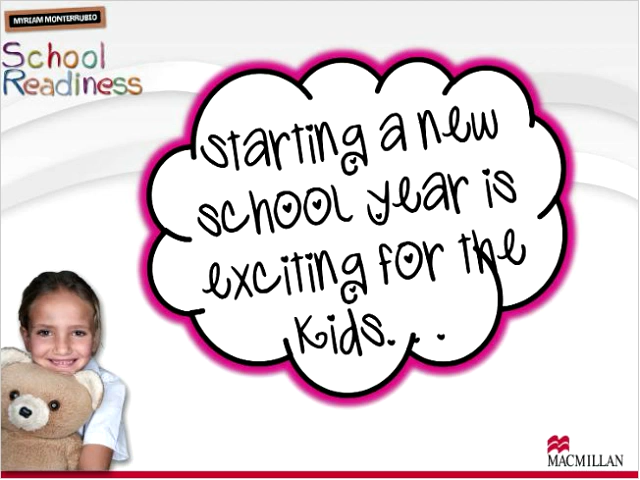 MYRIAM MONTERRUBIO
School
Readiness
starting a new
school year is
exciting for the
kids. . .
MACMILLAN